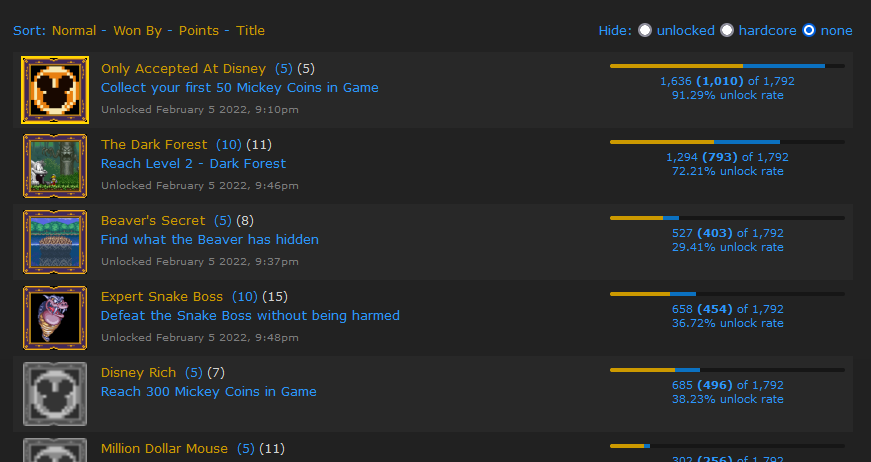 Sort: Normal - Won By - Points - Title
Hide: unlocked hardcore none
Only Accepted At Disney (5) (5)
Collect your first 50 Mickey Coins in Game
Unlocked February 5 2022, 9:10pm
1,636 (1,010) of 1,792
91.29% unlock rate
The Dark Forest (10) (11)
Reach Level 2 - Dark Forest
Unlocked February 5 2022, 9:46pm
1,294 (793) of 1,792
72.21% unlock rate
Beaver's Secret (5) (8)
Find what the Beaver has hidden
Unlocked February 5 2022, 9:37pm
527 (403) of 1,792
29.41% unlock rate
Expert Snake Boss (10) (15)
Defeat the Snake Boss without being harmed
Unlocked February 5 2022, 9:48pm
658 (454) of 1,792
36.72% unlock rate
Disney Rich (5) (7)
Reach 300 Mickey Coins in Game
685 (496) of 1,792
38.23% unlock rate
Million Dollar Mouse (5) (11)
302 (256) of 1,792